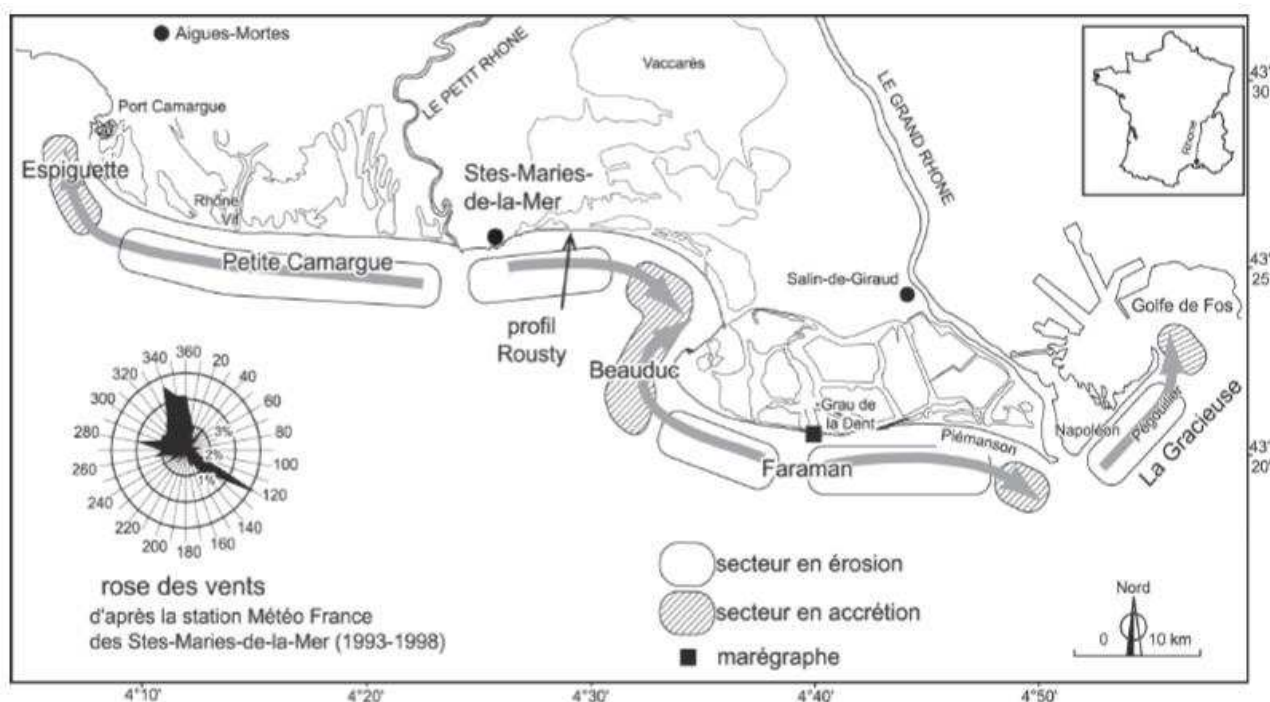 Aigues-Mortes
Port Camargue
Espiguette
Rhône
Vif
Petite Camargue
LE PETIT RHONE
Stes-Maries-
de-la-Mer
Vaccarès
profil
Rousty
Beauduc
LE GRAND RHONE
Salin-de-Giraud
Grau de
la Dent
Faraman
Piémanson
Napoléon
Pégoulier
La Gracieuse
Golfe de Fos
Rhône
43°
30'
43°
25'
43°
20'
360
20
40
60
80
100
120
140
160
180
200
220
240
260
280
300
320
340
3%
2%
1%
rose des vents
d'après la station Météo France
des Stes-Maries-de-la-Mer (1993-1998)
secteur en érosion
secteur en accrétion
marégraphe
Nord
0 10 km
4°10'
4°20'
4°30'
4°40'
4°50'